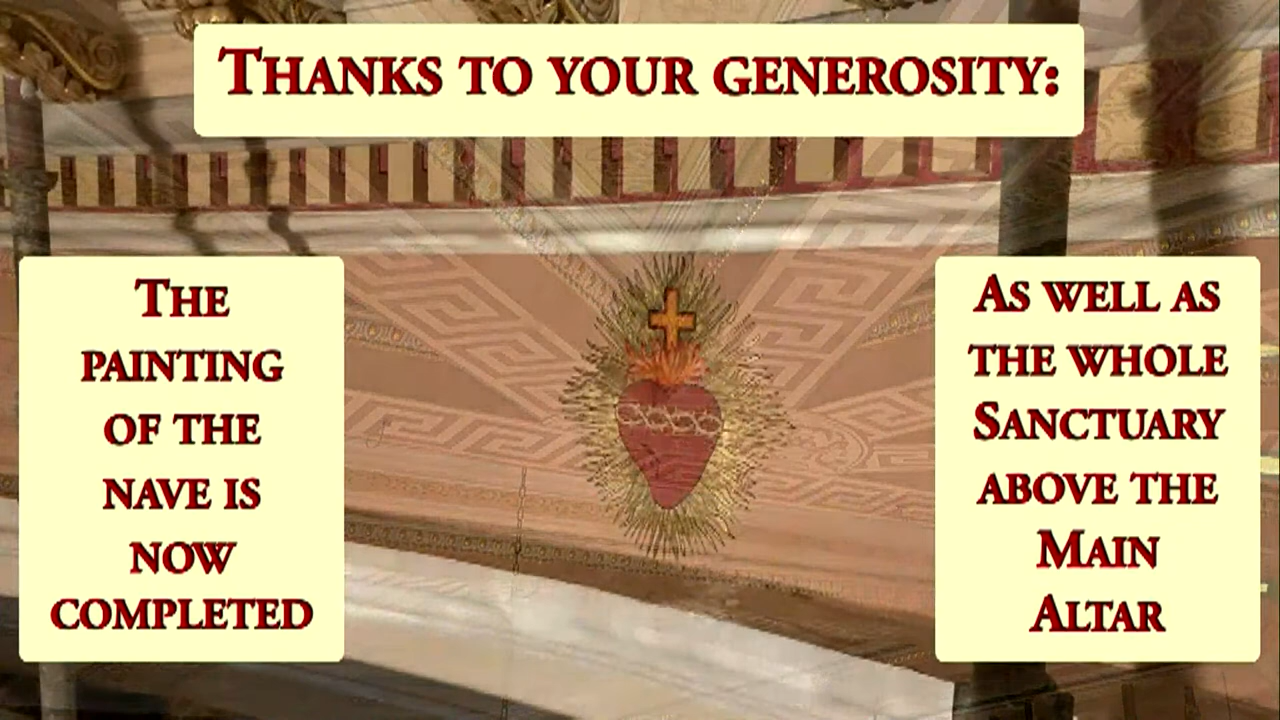 THANKS TO YOUR GENEROSITY:
THE
PAINTING
OF THE
NAVE IS
NOW
COMPLETED
AS WELL AS
THE WHOLE
SANCTUARY
ABOVE THE
MAIN
ALTAR